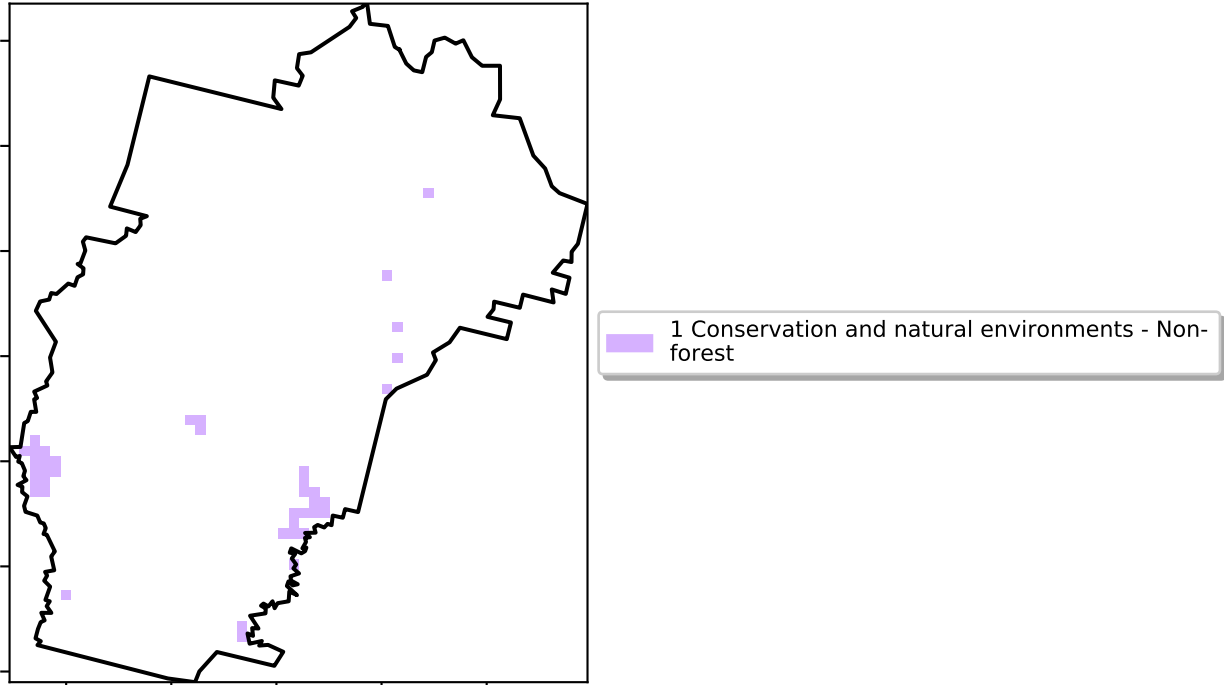 1 Conservation and natural environments - Non-
forest